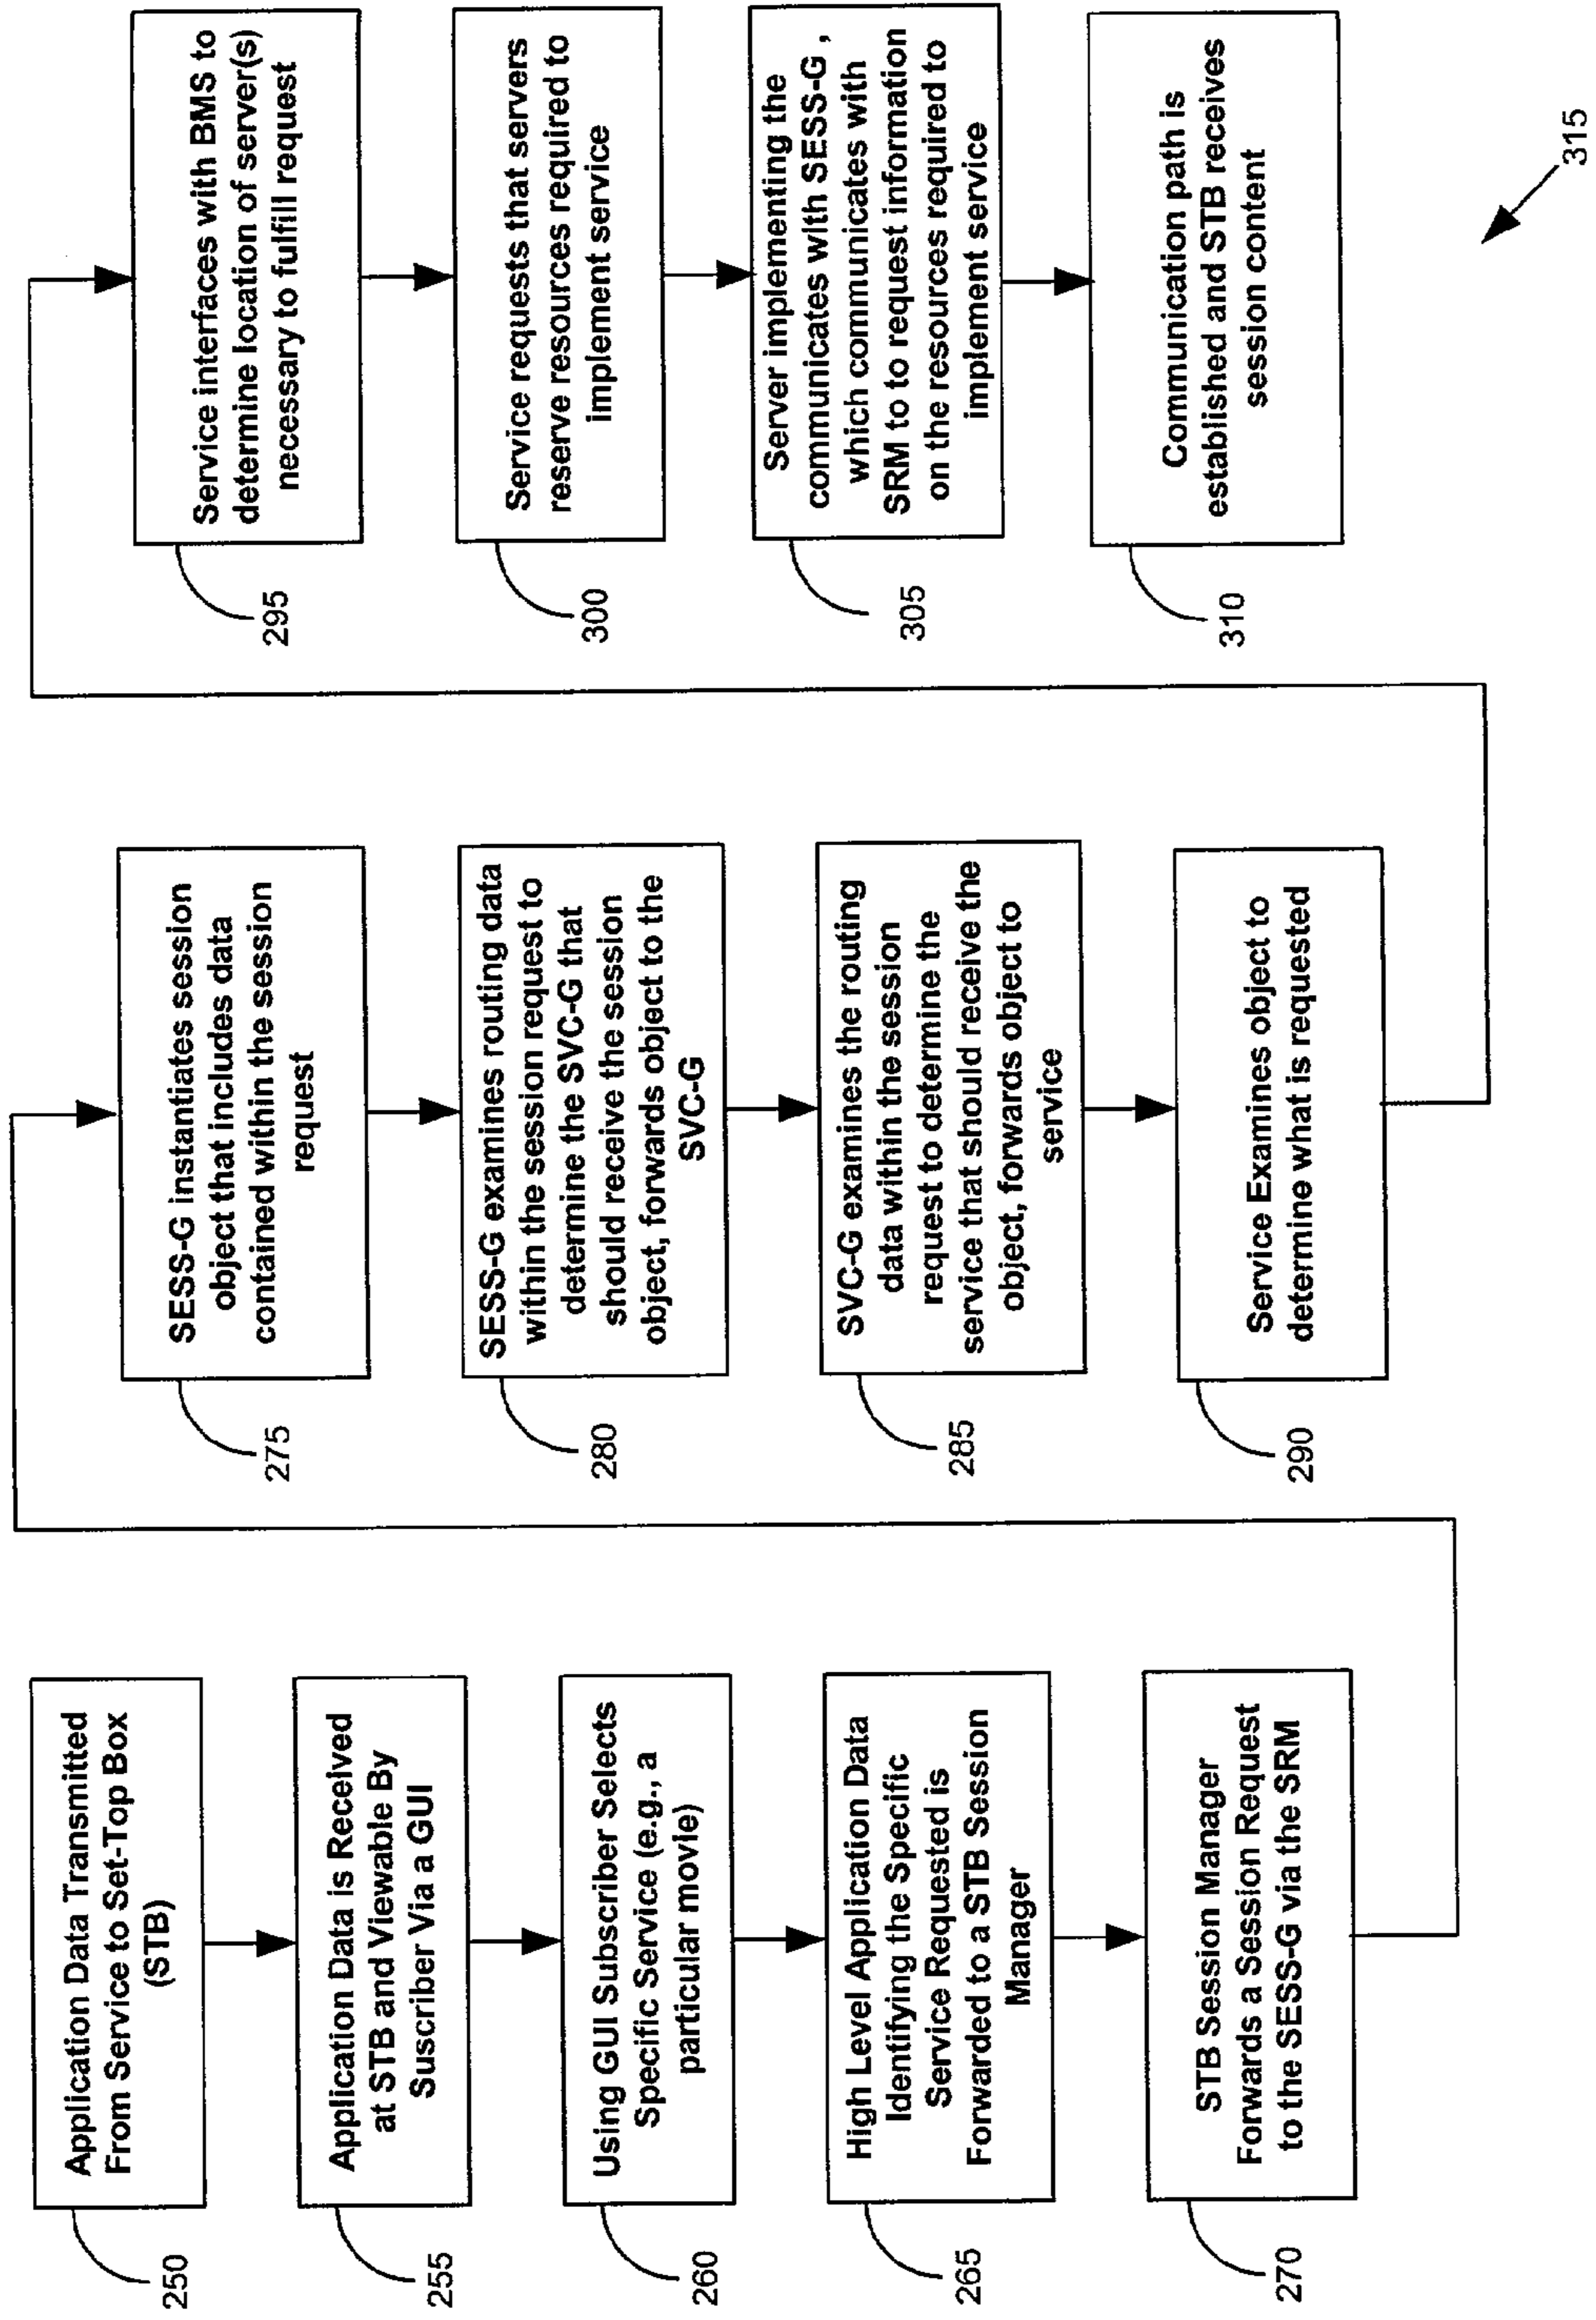 Application Data Transmitted
From Service to Set-Top Box
(STB)
250
Application Data is Received
at STB and Viewable By
Suscriber Via a GUI
255
Using GUI Subscriber Selects
Specific Service (e.g., a
particular movie)
260
High Level Application Data
Identifying the Specific
Service Requested is
Forwarded to a STB Session
Manager
265
STB Session Manager
Forwards a Session Request
to the SESS-G via the SRM
270
SESS-G instantiates session
object that includes data
contained within the session
request
275
SESS-G examines routing data
within the session request to
determine the SVC-G that
should receive the session
object, forwards object to the
SVC-G
280
SVC-G examines the routing
data within the session
request to determine the
service that should receive the
object, forwards object to
service
285
Service Examines object to
determine what is requested
290
Service interfaces with BMS to
determine location of server(s)
necessary to fulfill request
295
Service requests that servers
reserve resources required to
implement service
300
Server implementing the
communicates with SESS-G ,
which communicates with
SRM to to request information
on the resources required to
implement service
305
Communication path is
established and STB receives
session content
310
315